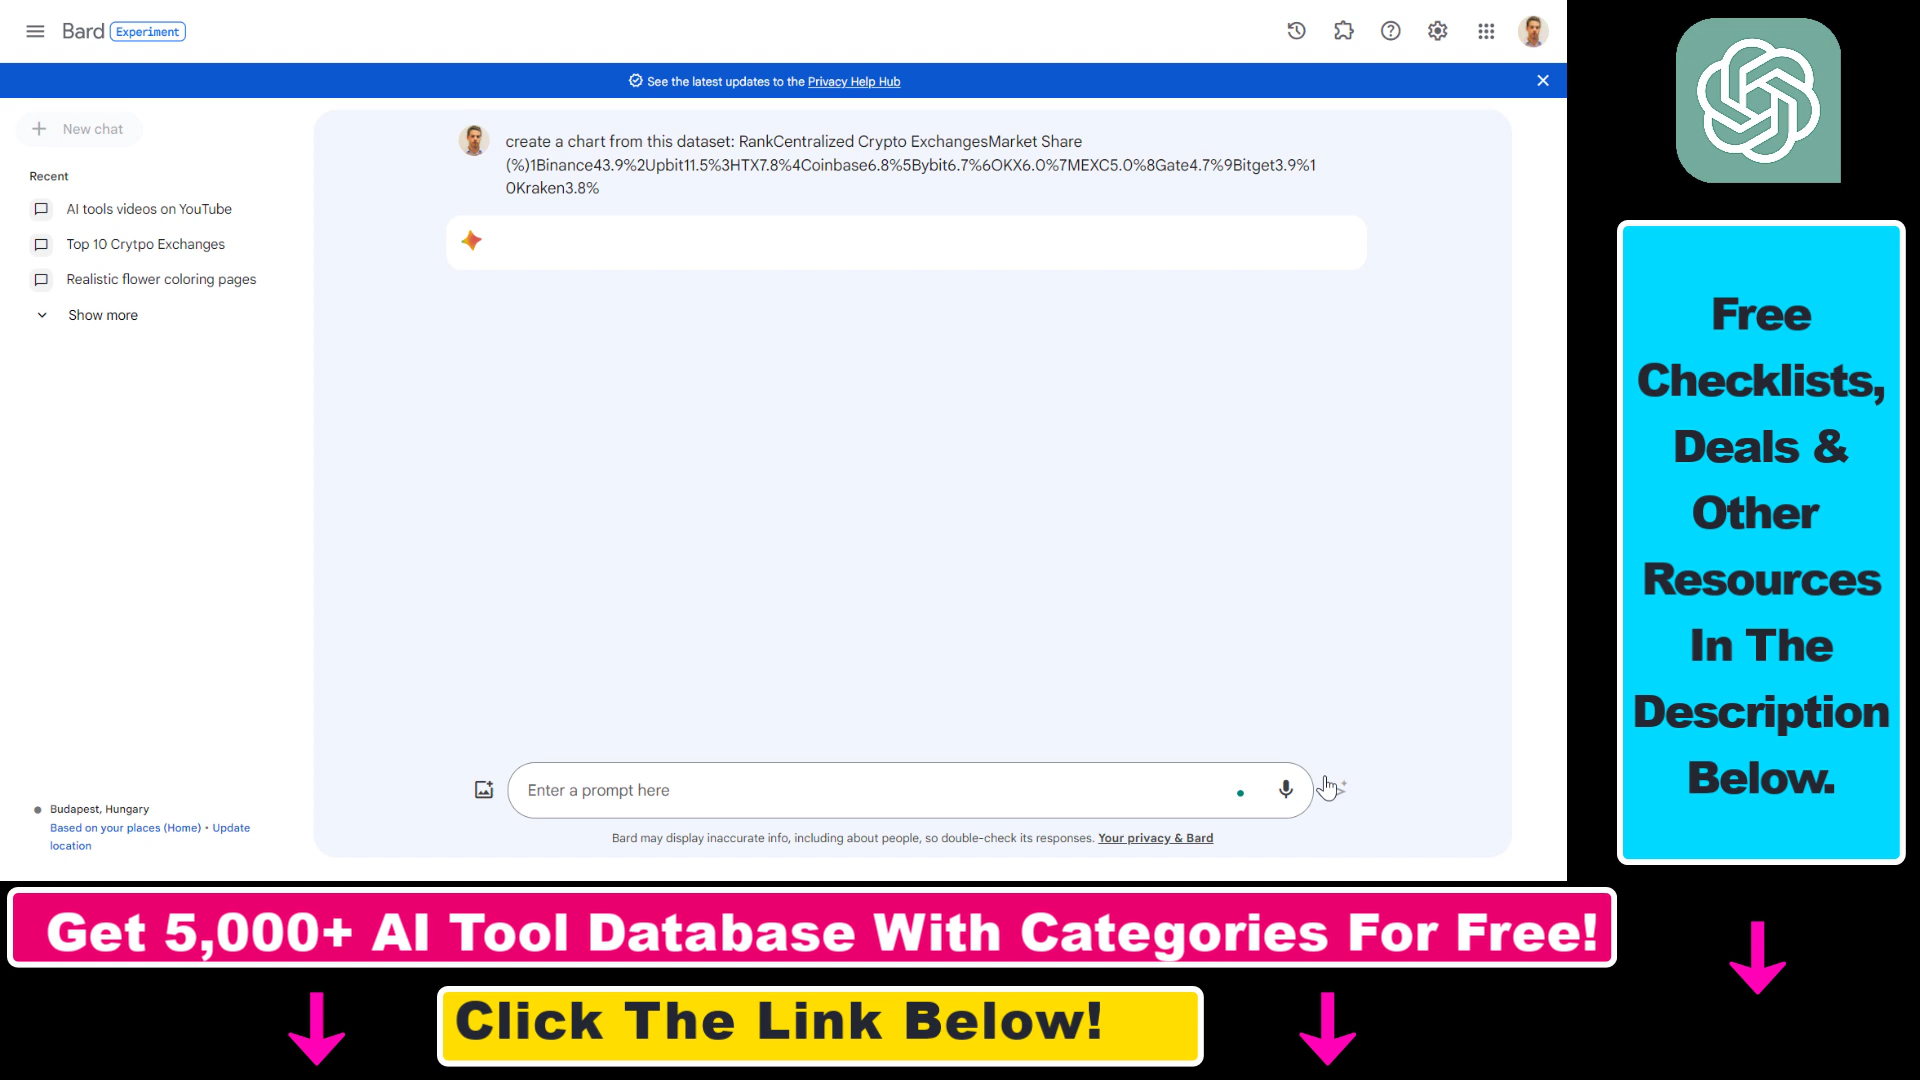 Bard Experiment
See the latest updates to the Privacy Help Hub
New chat
Recent
AI tools videos on YouTube
Top 10 Crytpo Exchanges
Realistic flower coloring pages
Show more
create a chart from this dataset: RankCentralized Crypto ExchangesMarket Share
(%)1Binance43.9%2Upbit11.5%3HTX7.8%4Coinbase6.8%5Bybit6.7%6OKX6.0%7MEXC5.0%8Gate4.7%9Bitget3.9%1
0Kraken3.8%
Enter a prompt here
Bard may display inaccurate info, including about people, so double-check its responses. Your privacy & Bard
Budapest, Hungary
Based on your places (Home) • Update
location
Free
Checklists,
Deals &
Other
Resources
In The
Description
Below.
Get 5,000+ AI Tool Database With Categories For Free!
Click The Link Below!